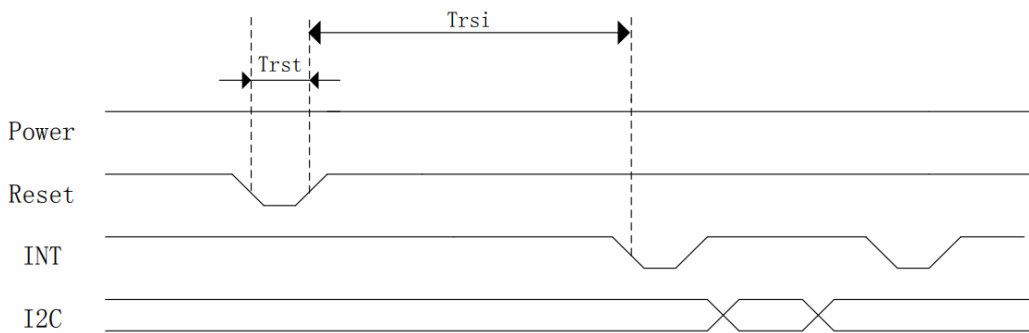 Trsi
Trst
Power
Reset
INT
I2C